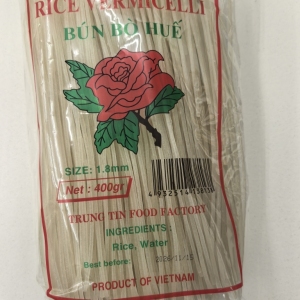 RICE VERMICELLY
BÚN BÒ HUẾ
SIZE: 1.8mm
Net : 400gr
TRUNG TIN FOOD FACTORY
INGREDIENTS :
Rice, Water
Best before:
PRODUCT OF VIETNAM